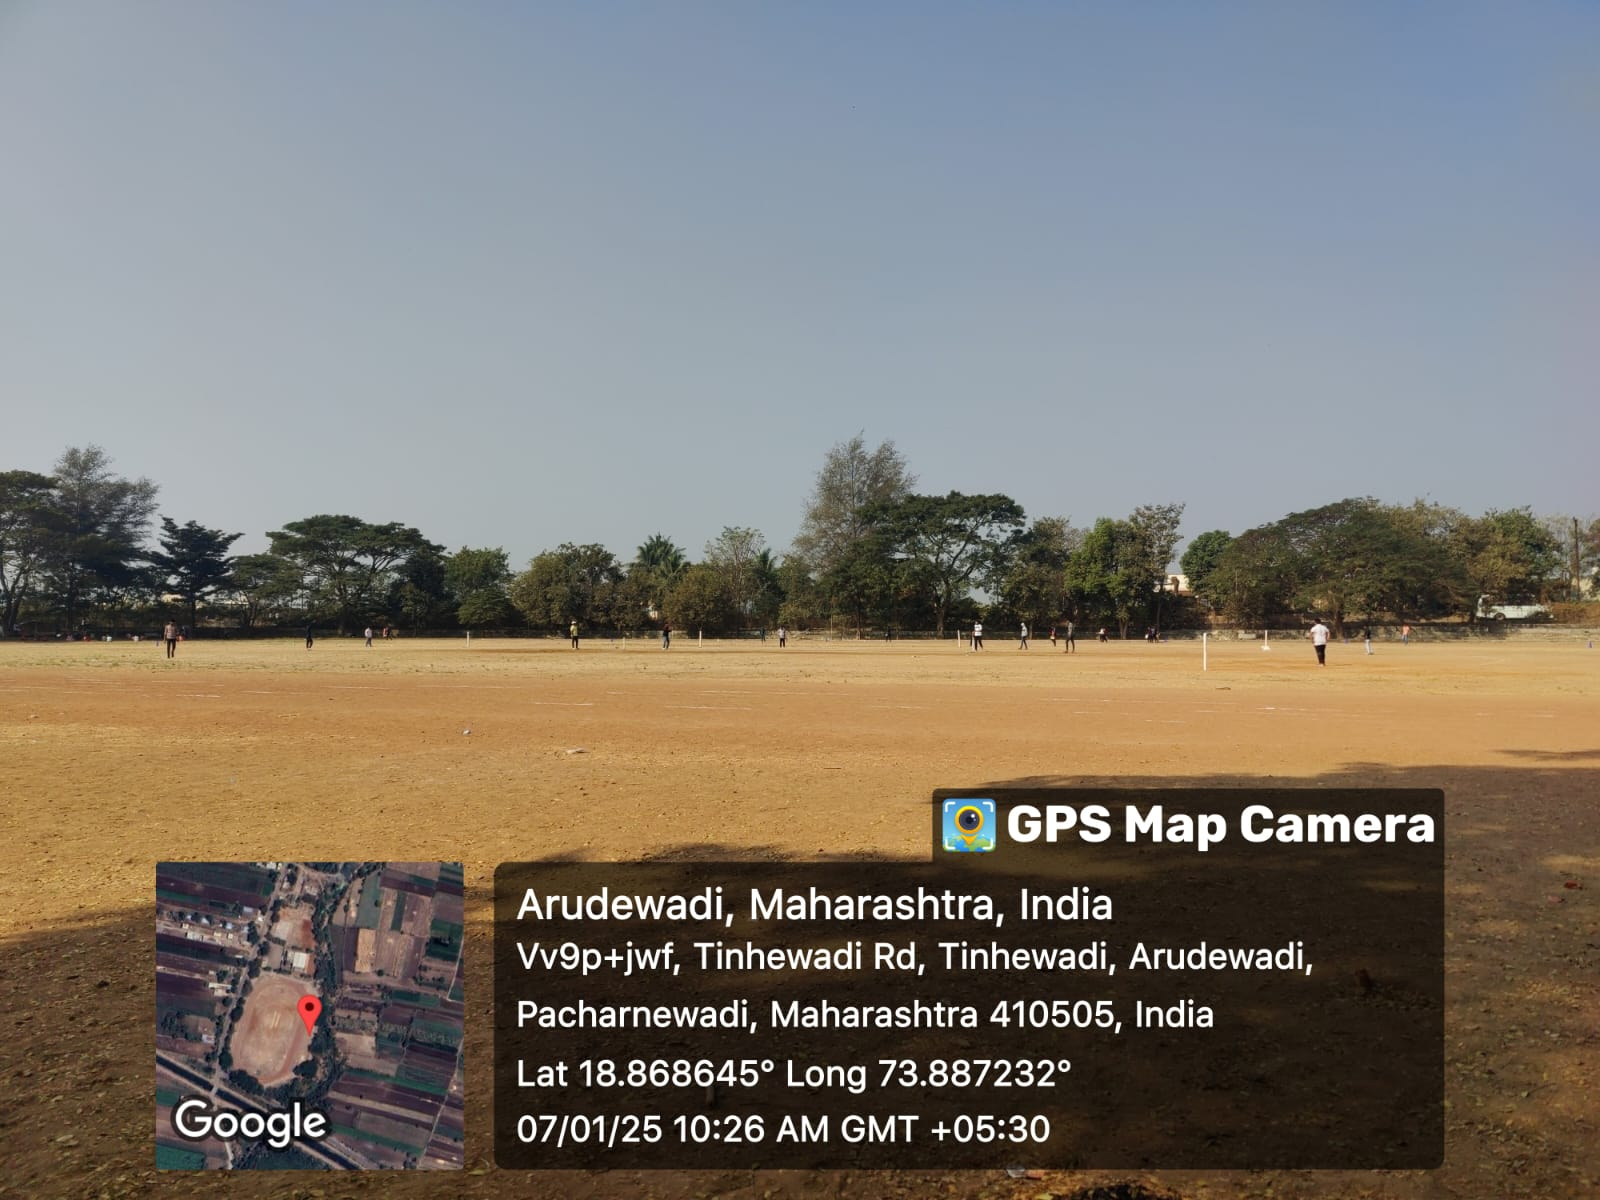 GPS Map Camera
Arudewadi, Maharashtra, India
Vv9p+jwf, Tinhewadi Rd, Tinhewadi, Arudewadi,
Pacharnewadi, Maharashtra 410505, India
Lat 18.868645° Long 73.887232°
07/01/25 10:26 AM GMT +05:30
Google